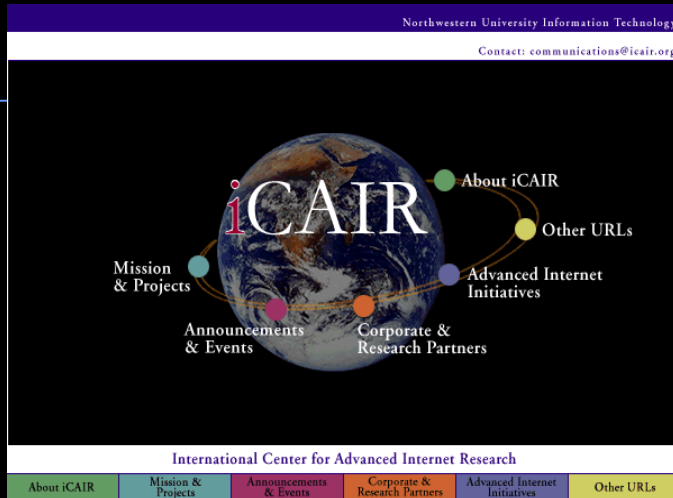 Northwestern University Information Technology
Contact: communications@icair.org
iCAIR
About iCAIR
Other URLs
Mission
& Projects
Advanced Internet
Initiatives
Announcements
& Events
Corporate &
Research Partners
International Center for Advanced Internet Research
About iCAIR
Mission &
Projects
Announcements
& Events
Corporate &
Research Partners
Advanced Internet
Initiatives
Other URLs